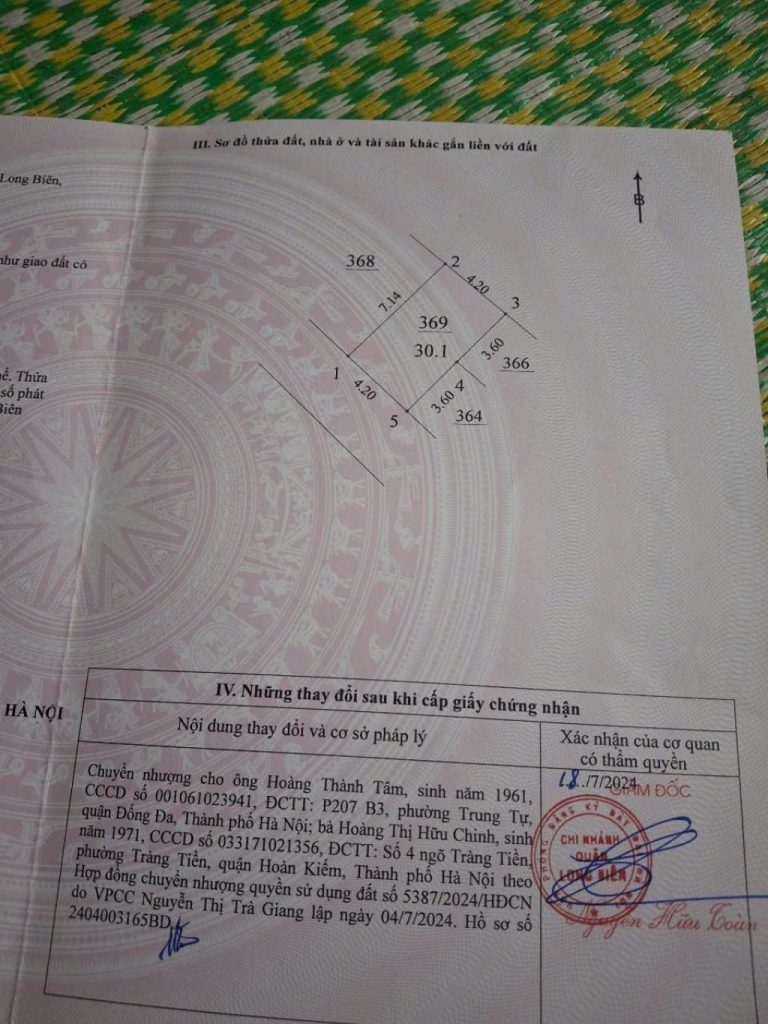 III. Sơ đồ thửa đất, nhà ở và tài sản khác gắn liền với đất
Long Biên,
B
như giao đất có
368
2
4.20
7.14
3
369
30.1
3.60
366
1
4.20
4
3.60
364
5
ể. Thửa
số phát
Biên
HÀ NỘI
IV. Những thay đổi sau khi cấp giấy chứng nhận
Nội dung thay đổi và cơ sở pháp lý
Xác nhận của cơ quan
có thẩm quyền
Chuyển nhượng cho ông Hoàng Thành Tâm, sinh năm 1961,
CCCD số 001061023941, ĐCTT: P207 B3, phường Trung Tự,
quận Đống Đa, Thành phố Hà Nội; bà Hoàng Thị Hữu Chinh, sinh
năm 1971, CCCD số 033171021356, ĐCTT: Số 4 ngõ Tràng Tiền,
phường Tràng Tiền, quận Hoàn Kiếm, Thành phố Hà Nội theo
Hợp đồng chuyển nhượng quyền sử dụng đất số 5387/2024/HĐCN
do VPCC Nguyễn Thị Trà Giang lập ngày 04/7/2024. Hồ sơ số
2404003165BD.
18../7/2024
GIÁM ĐỐC
CHI NHÁNH
QUẬN
LONG BIÊN
Nguyễn Hữu Toàn